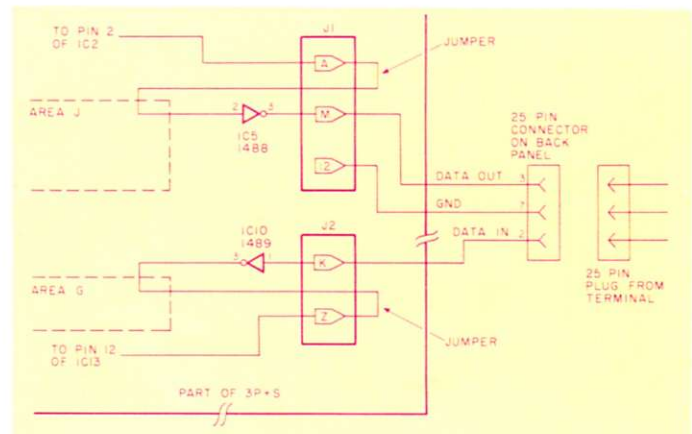 TO PIN 2
OF IC2
J1
JUMPER
A
AREA J
2
3
IC5
1488
M
12
25 PIN
CONNECTOR
ON BACK
PANEL
DATA OUT
3
GND
7
DATA IN
2
IC10
1489
3
1
J2
K
AREA G
Z
25 PIN
PLUG FROM
TERMINAL
TO PIN 12
OF IC13
JUMPER
PART OF 3P+S